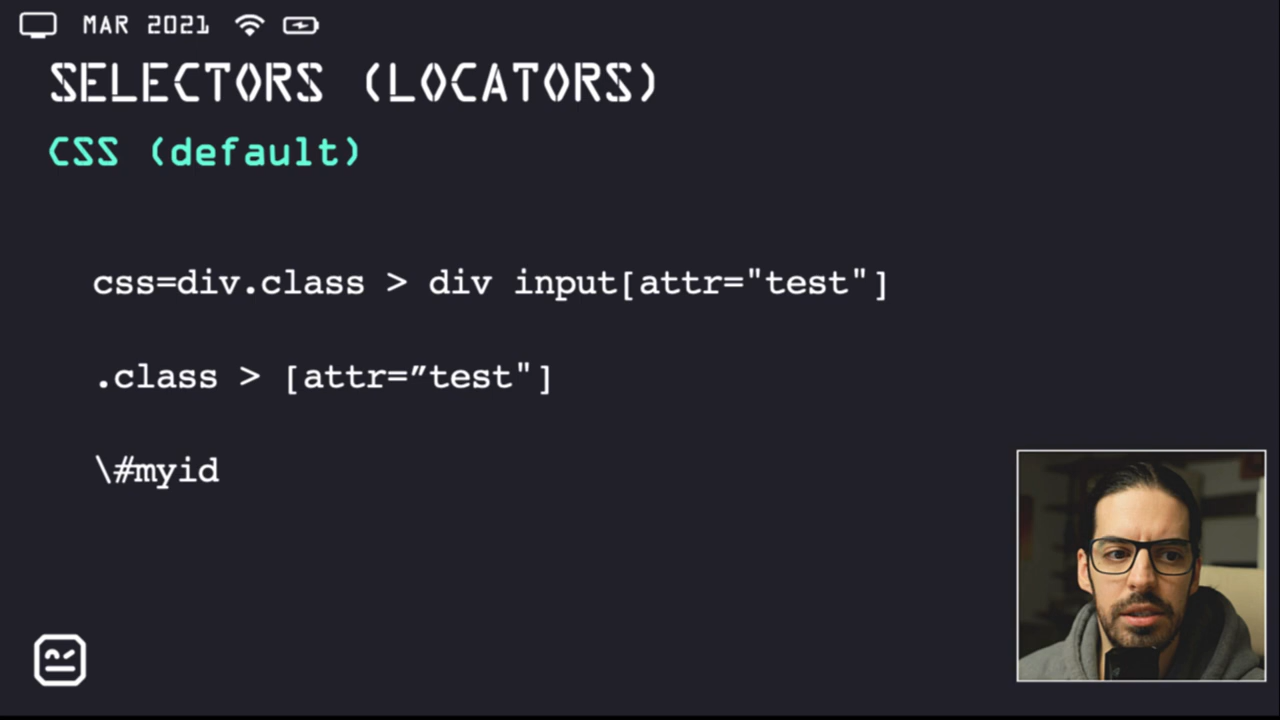 MAR 2021
SELECTORS (LOCATORS)
CSS (default)
css=div.class > div input[attr="test"]
.class > [attr=”test"]
\#myid